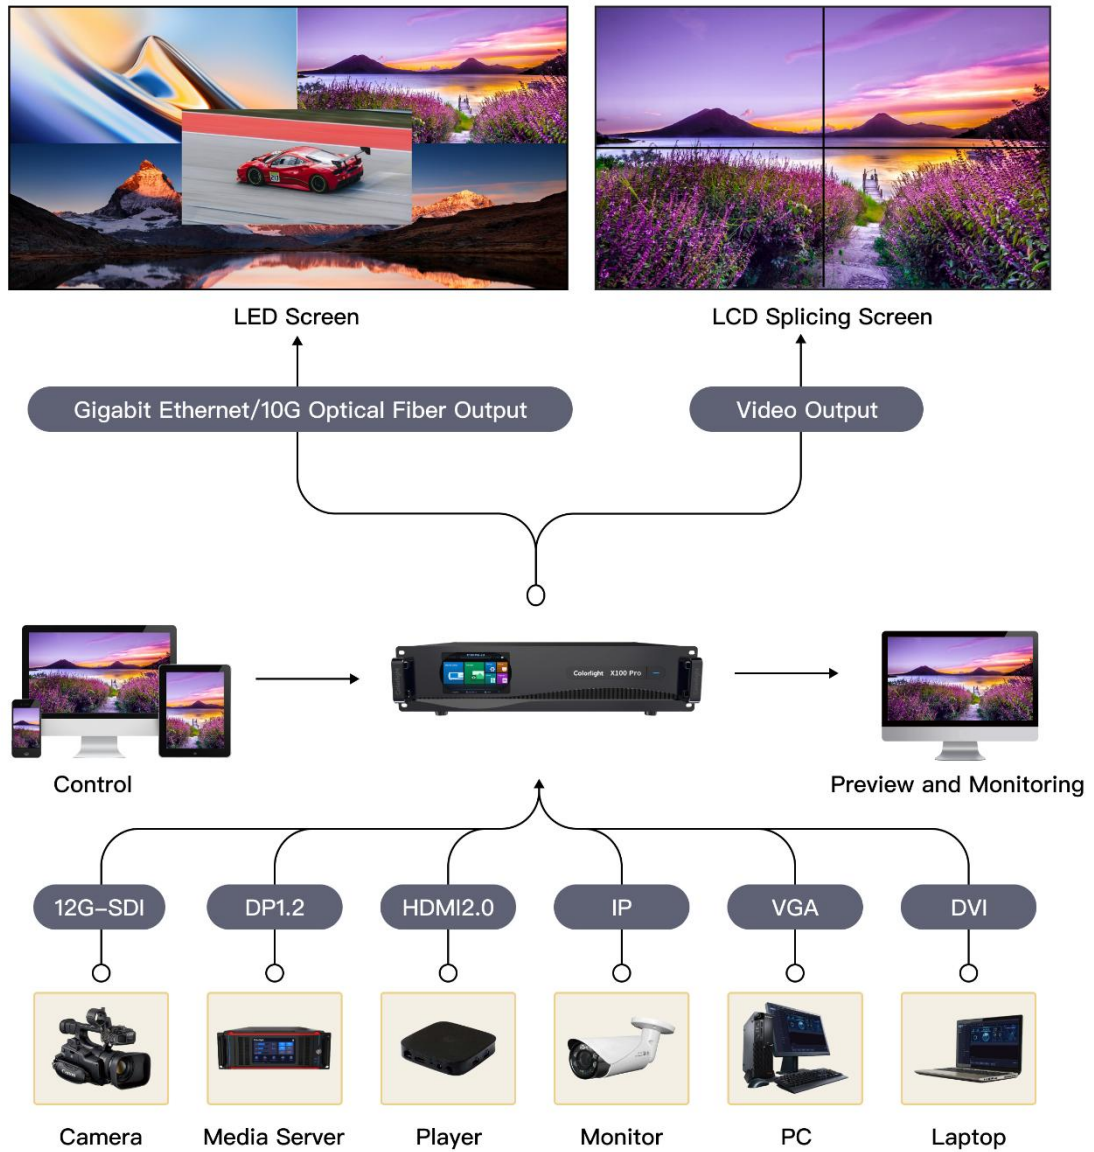 LED Screen
LCD Splicing Screen
Gigabit Ethernet/10G Optical Fiber Output
Video Output
Colorlight X100 Pro
Control
Preview and Monitoring
12G-SDI
DP1.2
HDMI2.0
IP
VGA
DVI
Camera
Media Server
Player
Monitor
PC
Laptop